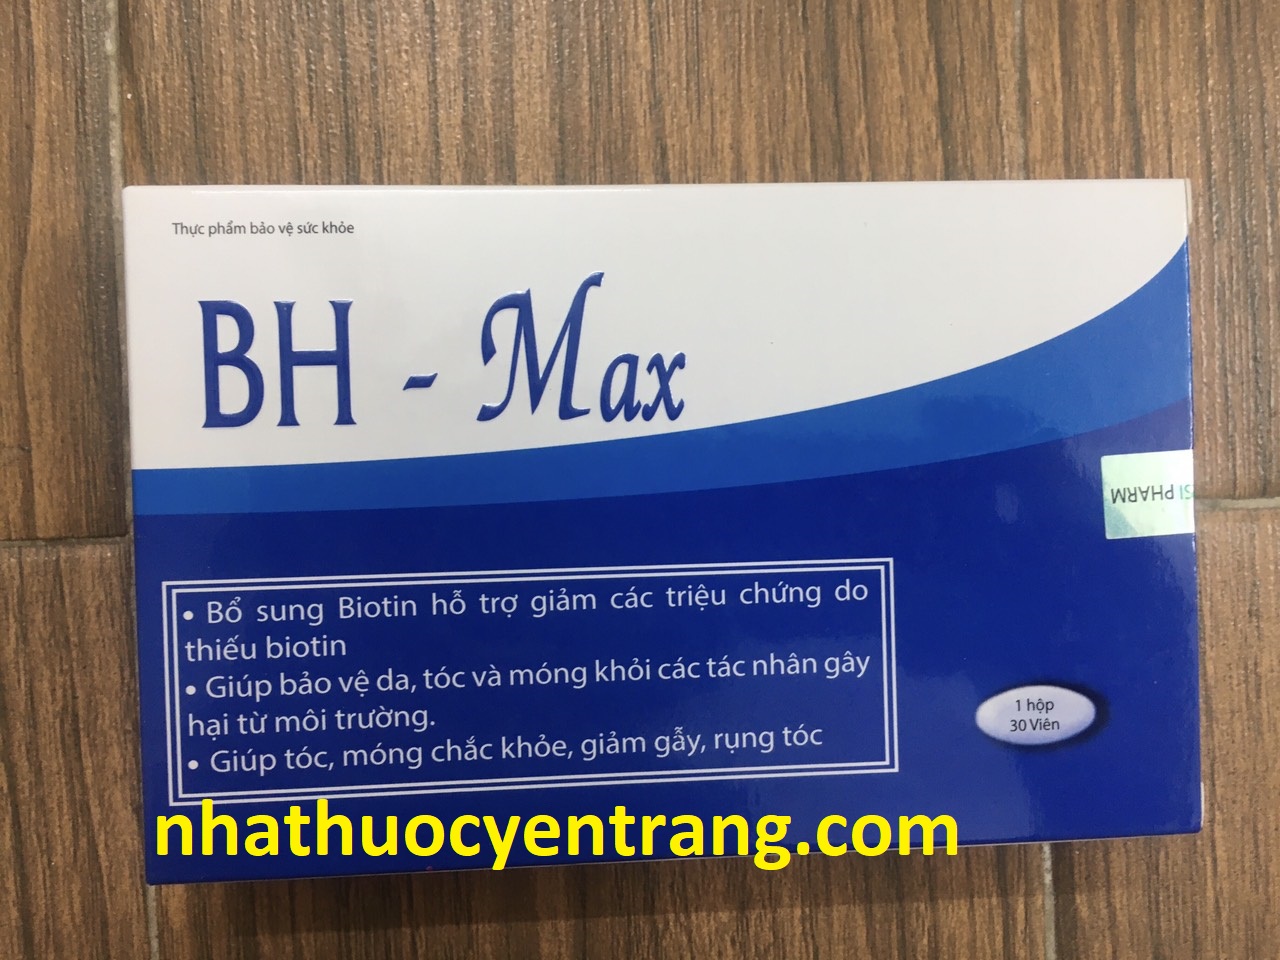 Thực phẩm bảo vệ sức khỏe
BH - Max
SI PHARM
• Bổ sung Biotin hỗ trợ giảm các triệu chứng do
thiếu biotin
• Giúp bảo vệ da, tóc và móng khỏi các tác nhân gây
hại từ môi trường.
• Giúp tóc, móng chắc khỏe, giảm gẫy, rụng tóc
1 hộp
30 Viên
nhathuocyentrang.com